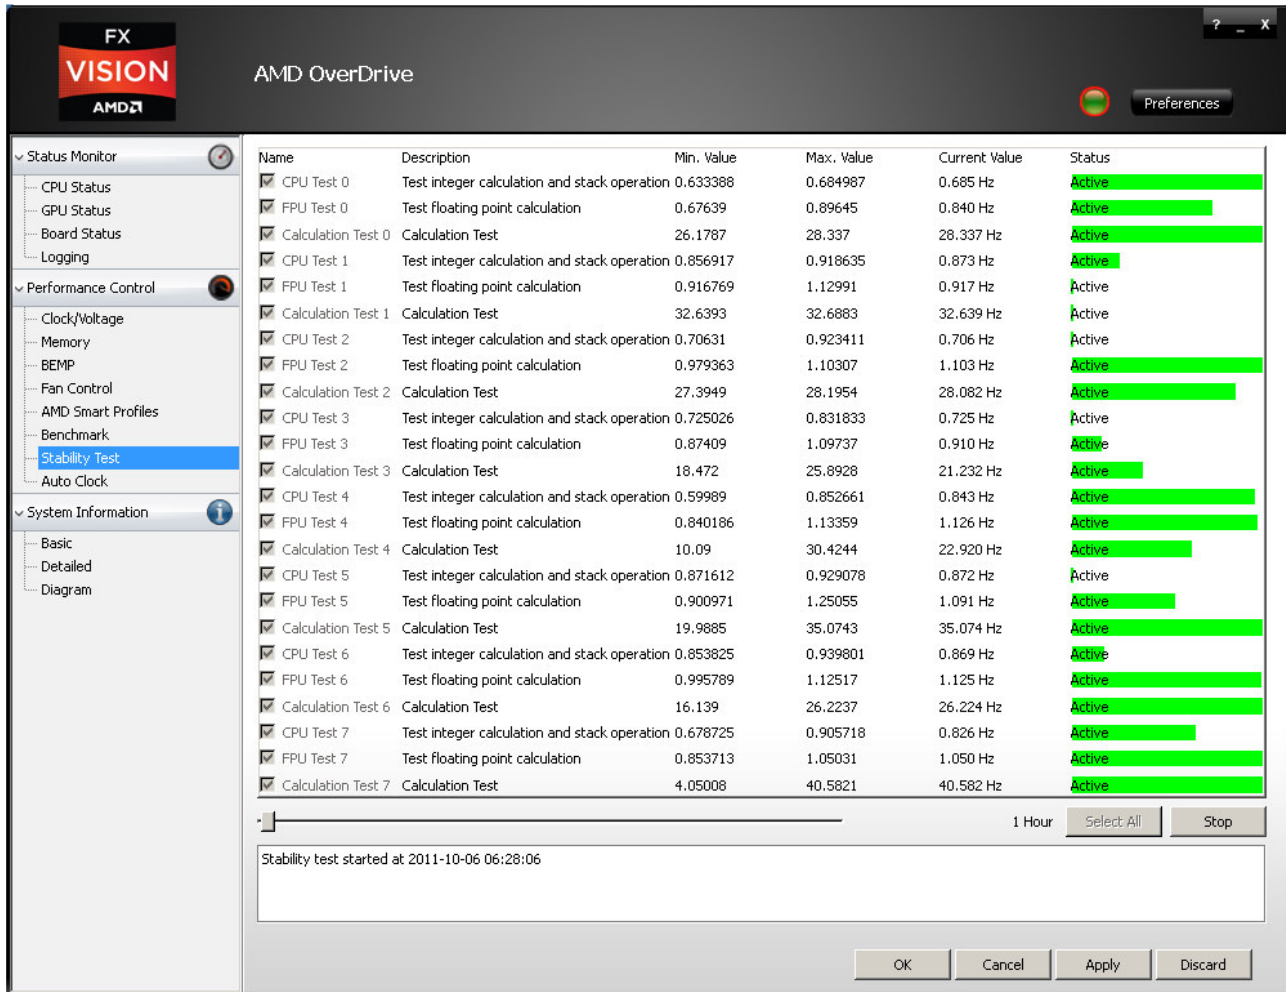 FX
VISION
AMD
AMD OverDrive
? _ X
Preferences
Status Monitor
CPU Status
GPU Status
Board Status
Logging
Performance Control
Clock/Voltage
Memory
BEMP
Fan Control
AMD Smart Profiles
Benchmark
Stability Test
Auto Clock
System Information
Basic
Detailed
Diagram
Name Description Min. Value Max. Value Current Value Status
CPU Test 0 Test integer calculation and stack operation 0.633388 0.684987 0.685 Hz Active
FPU Test 0 Test floating point calculation 0.67639 0.89645 0.840 Hz Active
Calculation Test 0 Calculation Test 26.1787 28.337 28.337 Hz Active
CPU Test 1 Test integer calculation and stack operation 0.856917 0.918635 0.873 Hz Active
FPU Test 1 Test floating point calculation 0.916769 1.12991 0.917 Hz Active
Calculation Test 1 Calculation Test 32.6393 32.6883 32.639 Hz Active
CPU Test 2 Test integer calculation and stack operation 0.70631 0.923411 0.706 Hz Active
FPU Test 2 Test floating point calculation 0.979363 1.10307 1.103 Hz Active
Calculation Test 2 Calculation Test 27.3949 28.1954 28.082 Hz Active
CPU Test 3 Test integer calculation and stack operation 0.725026 0.831833 0.725 Hz Active
FPU Test 3 Test floating point calculation 0.87409 1.09737 0.910 Hz Active
Calculation Test 3 Calculation Test 18.472 25.8928 21.232 Hz Active
CPU Test 4 Test integer calculation and stack operation 0.59989 0.852661 0.843 Hz Active
FPU Test 4 Test floating point calculation 0.840186 1.13359 1.126 Hz Active
Calculation Test 4 Calculation Test 10.09 30.4244 22.920 Hz Active
CPU Test 5 Test integer calculation and stack operation 0.871612 0.929078 0.872 Hz Active
FPU Test 5 Test floating point calculation 0.900971 1.25055 1.091 Hz Active
Calculation Test 5 Calculation Test 19.9885 35.0743 35.074 Hz Active
CPU Test 6 Test integer calculation and stack operation 0.853825 0.939801 0.869 Hz Active
FPU Test 6 Test floating point calculation 0.995789 1.12517 1.125 Hz Active
Calculation Test 6 Calculation Test 16.139 26.2237 26.224 Hz Active
CPU Test 7 Test integer calculation and stack operation 0.678725 0.905718 0.826 Hz Active
FPU Test 7 Test floating point calculation 0.853713 1.05031 1.050 Hz Active
Calculation Test 7 Calculation Test 4.05008 40.5821 40.582 Hz Active
1 Hour Select All Stop
Stability test started at 2011-10-06 06:28:06
OK Cancel Apply Discard